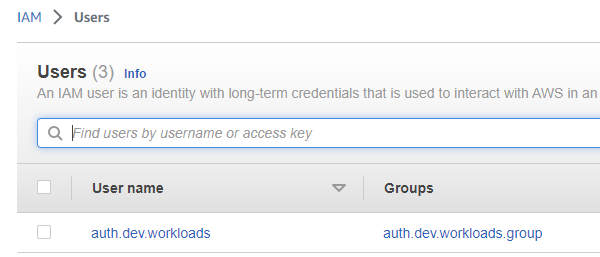 IAM > Users
Users (3) Info
An IAM user is an identity with long-term credentials that is used to interact with AWS in an
Find users by username or access key
User name Groups
auth.dev.workloads auth.dev.workloads.group